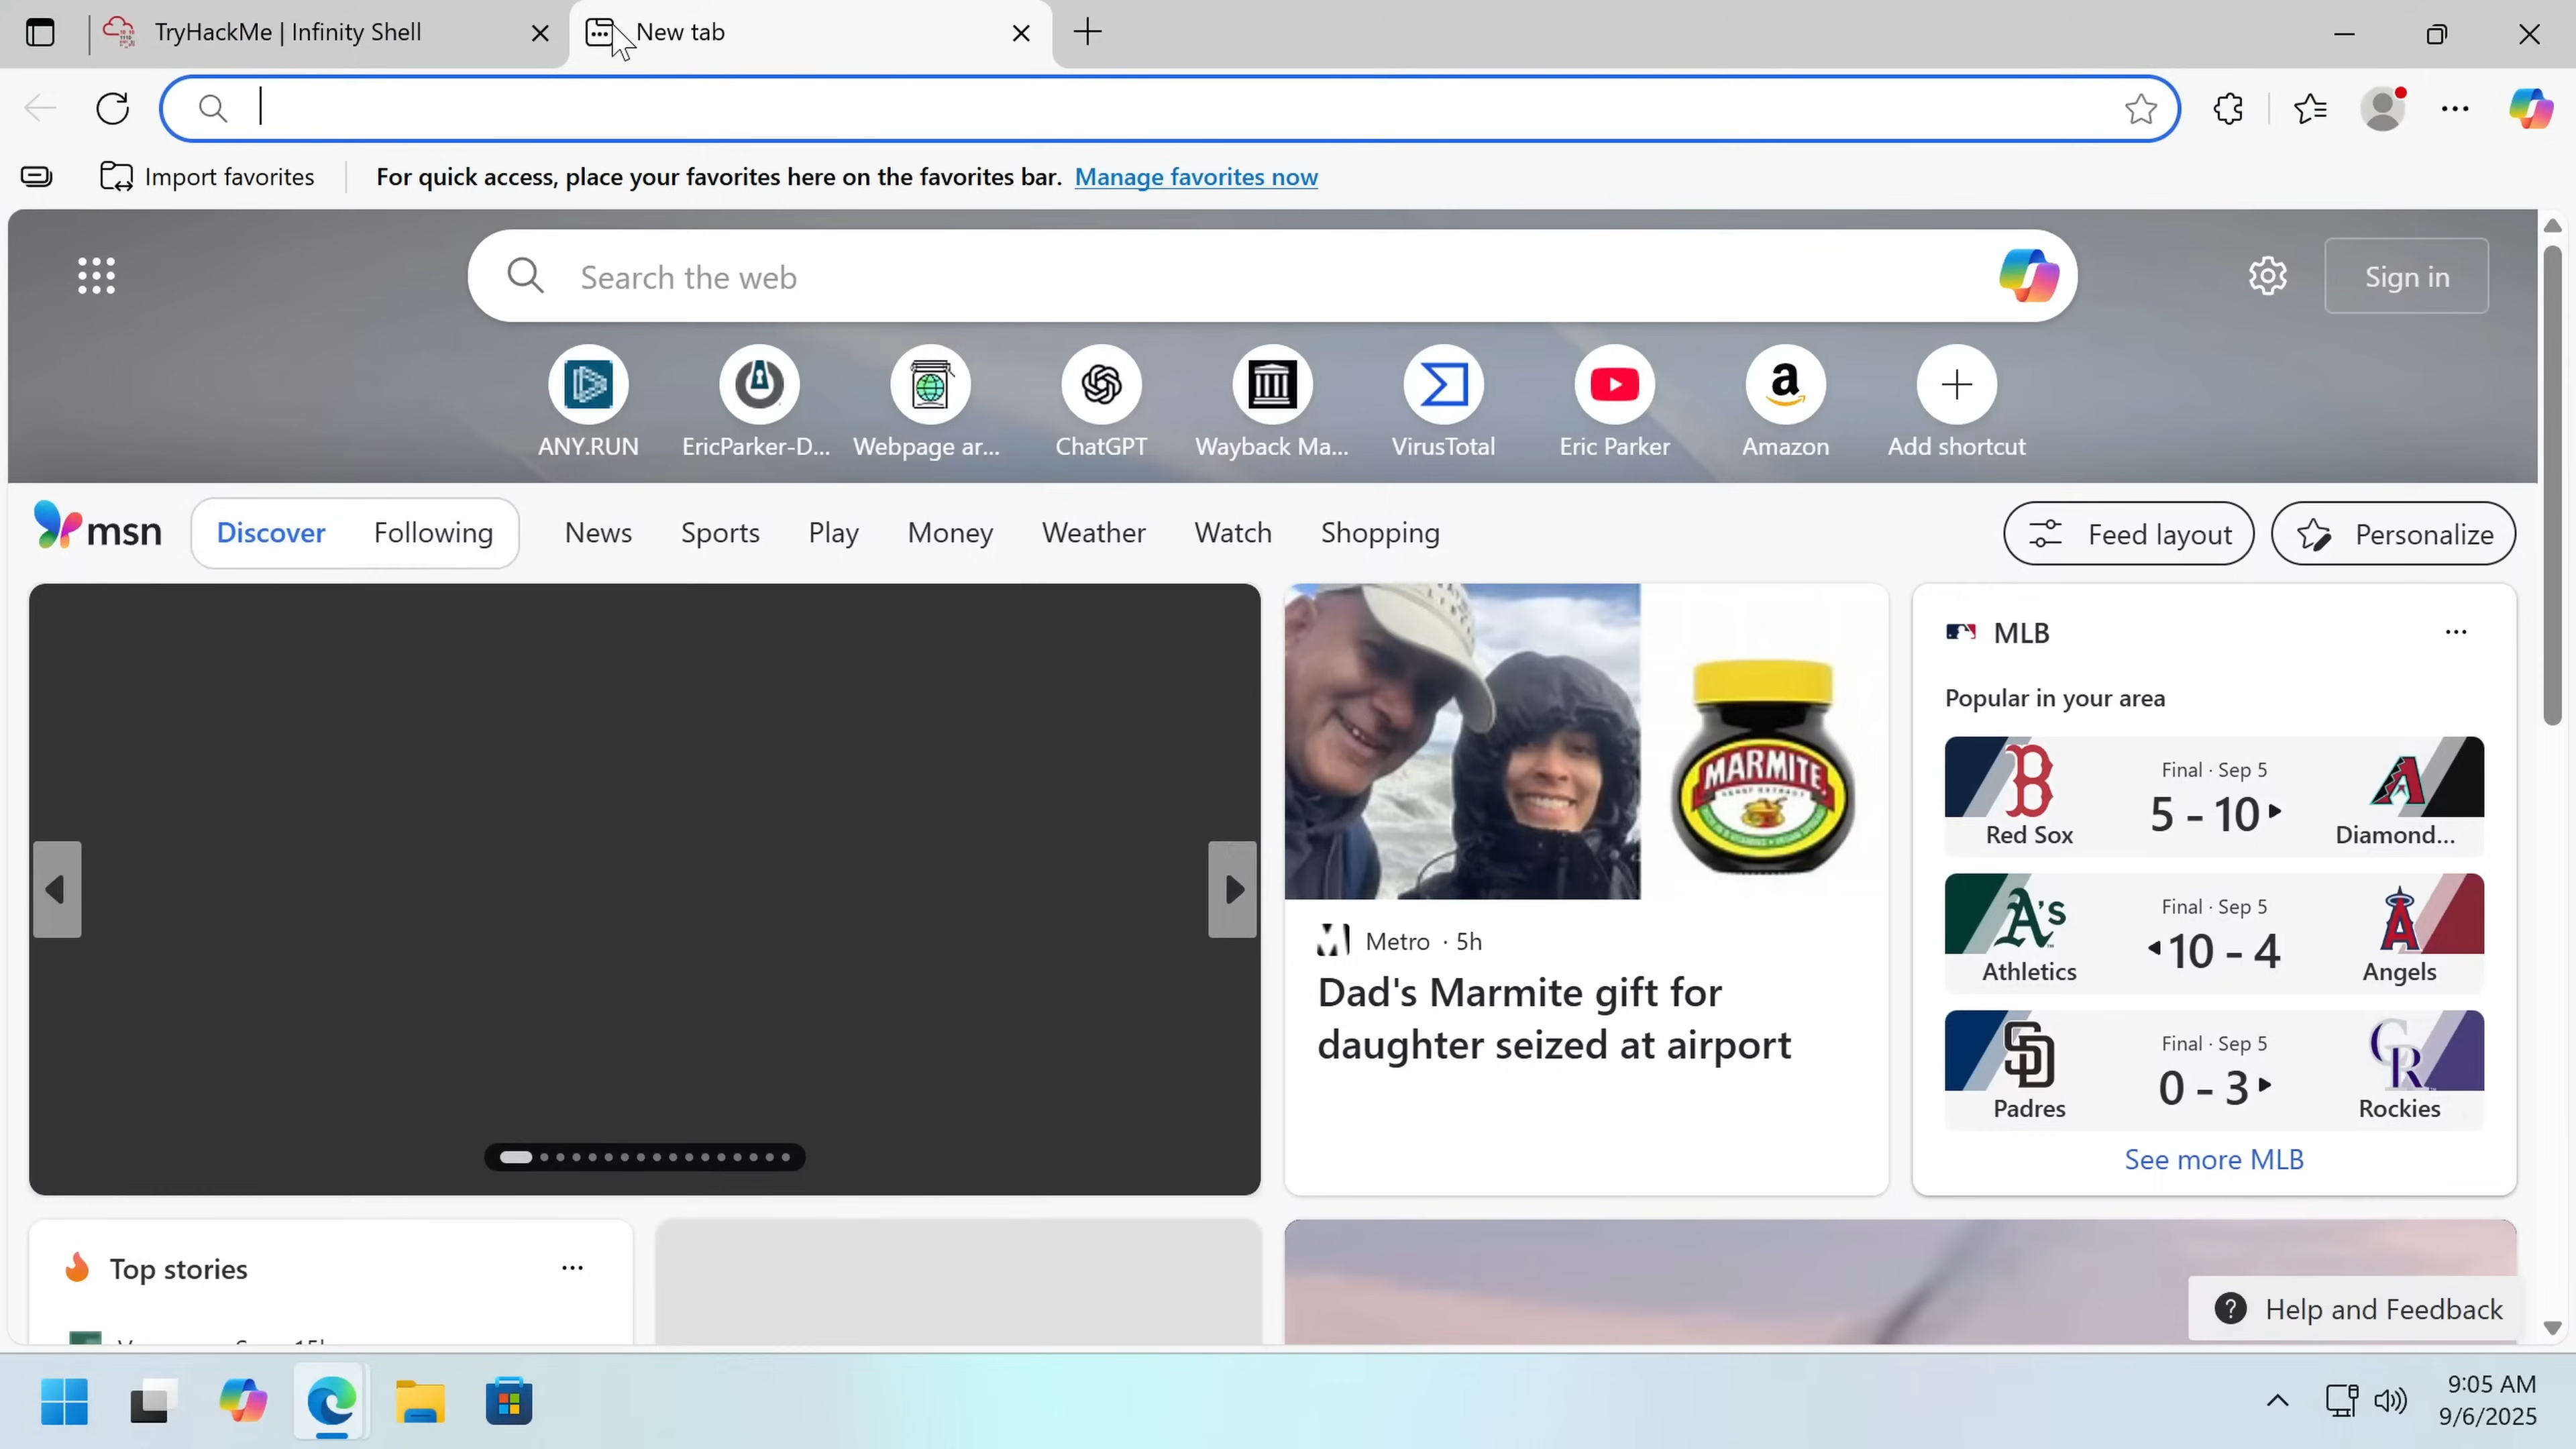 TryHackMe | Infinity Shell
New tab
Import favorites
For quick access, place your favorites here on the favorites bar. Manage favorites now
Search the web
Sign in
ANY.RUN
EricParker-D...
Webpage ar...
ChatGPT
Wayback Ma...
VirusTotal
Eric Parker
Amazon
Add shortcut
msn
Discover
Following
News
Sports
Play
Money
Weather
Watch
Shopping
Feed layout
Personalize
MARMITE
Metro · 5h
Dad's Marmite gift for
daughter seized at airport
MLB
Popular in your area
Final · Sep 5
5 - 10
Red Sox
Diamond...
Final · Sep 5
10 - 4
Athletics
Angels
Final · Sep 5
0 - 3
Padres
Rockies
See more MLB
Top stories
Help and Feedback
9:05 AM
9/6/2025